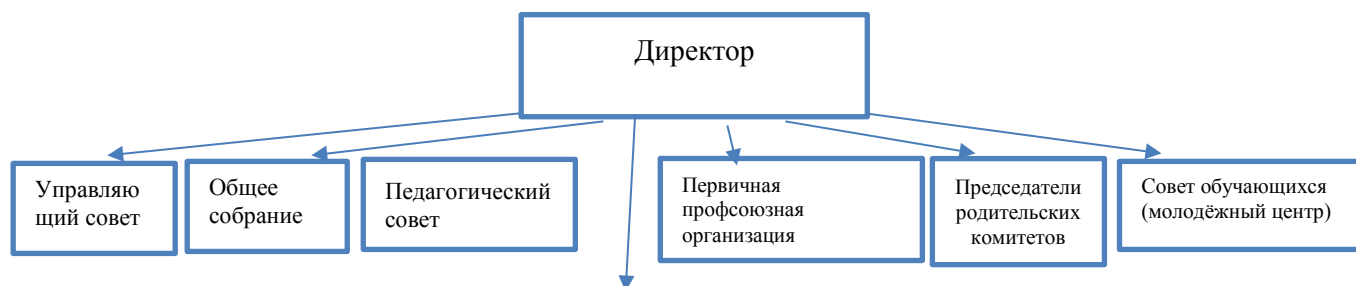 Директор
Управляю
щий совет
Общее
собрание
Педагогический
совет
Первичная
профсоюзная
организация
Председатели
родительских
комитетов
Совет обучающихся
(молодёжный центр)